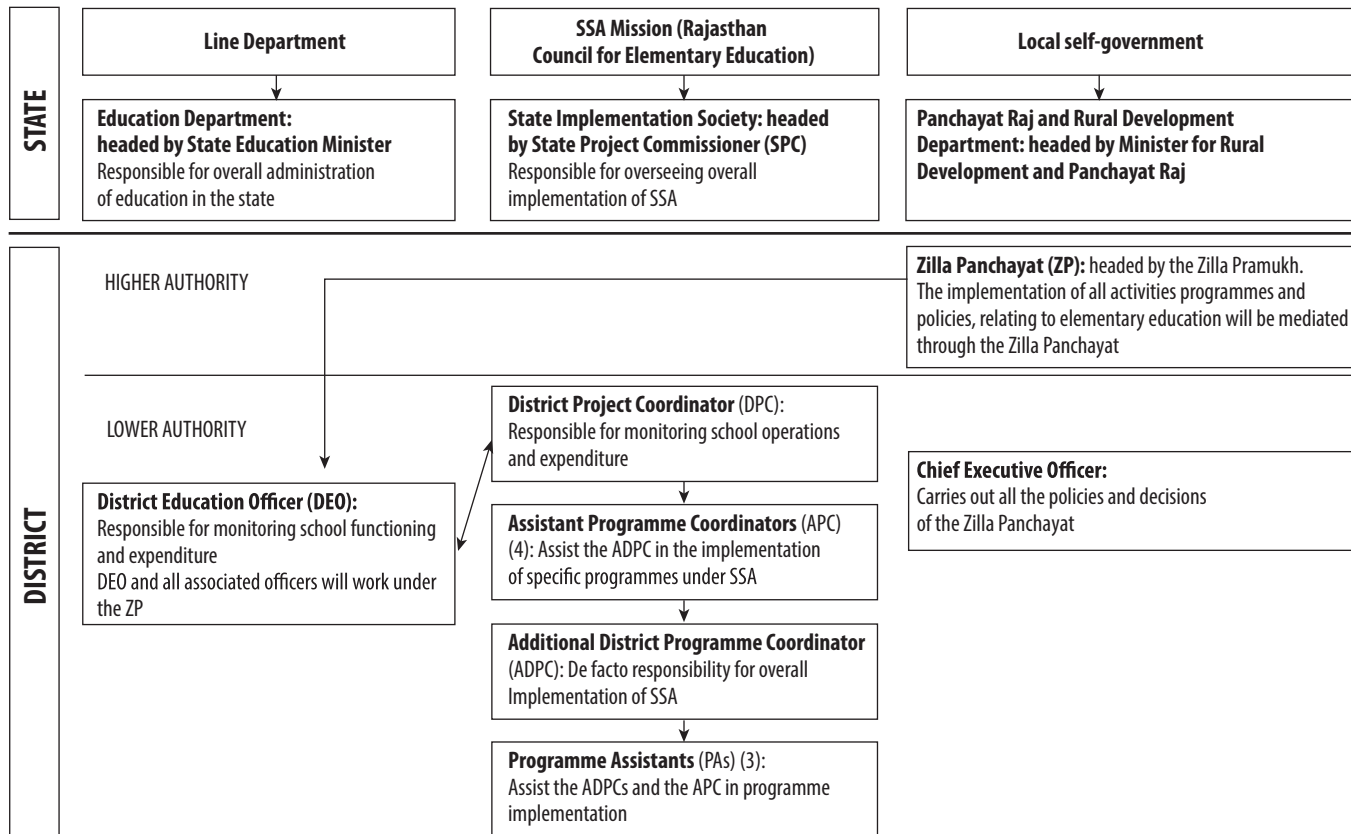 STATE
Line Department
SSA Mission (Rajasthan
Council for Elementary Education)
Local self-government
Education Department:
headed by State Education Minister
Responsible for overall administration
of education in the state
State Implementation Society: headed
by State Project Commissioner (SPC)
Responsible for overseeing overall
implementation of SSA
Panchayat Raj and Rural Development
Department: headed by Minister for Rural
Development and Panchayat Raj
DISTRICT
HIGHER AUTHORITY
Zilla Panchayat (ZP): headed by the Zilla Pramukh.
The implementation of all activities programmes and
policies, relating to elementary education will be mediated
through the Zilla Panchayat
LOWER AUTHORITY
District Education Officer (DEO):
Responsible for monitoring school functioning
and expenditure
DEO and all associated officers will work under
the ZP
District Project Coordinator (DPC):
Responsible for monitoring school operations
and expenditure
Assistant Programme Coordinators (APC)
(4): Assist the ADPC in the implementation
of specific programmes under SSA
Additional District Programme Coordinator
(ADPC): De facto responsibility for overall
Implementation of SSA
Programme Assistants (PAs) (3):
Assist the ADPCs and the APC in programme
implementation
Chief Executive Officer:
Carries out all the policies and decisions
of the Zilla Panchayat